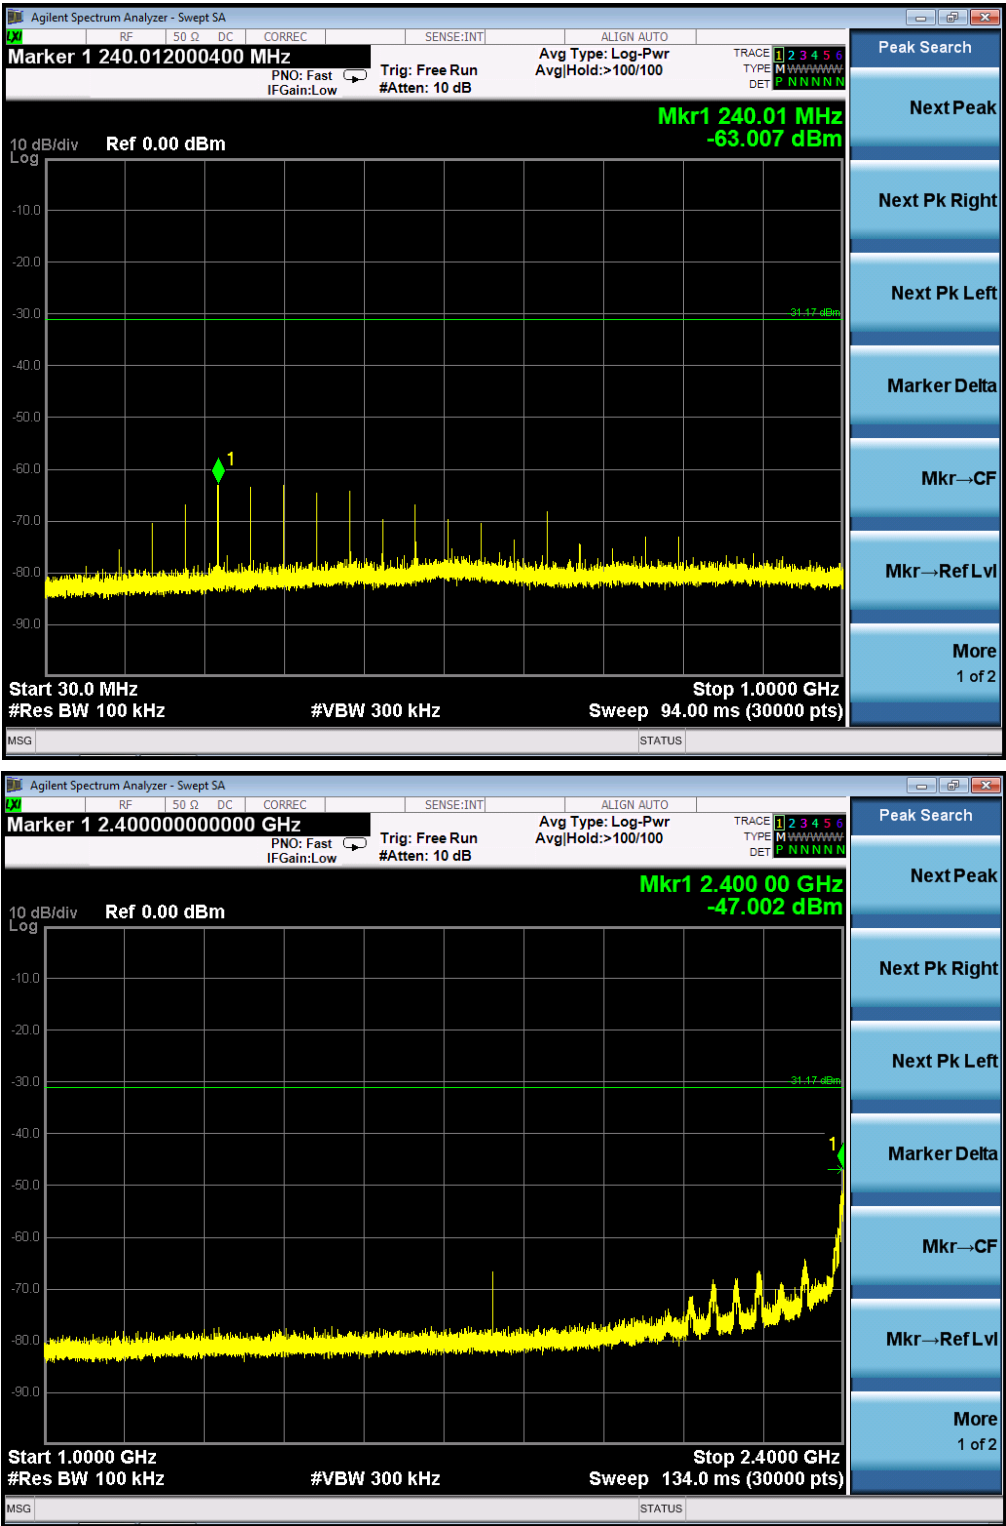 Agilent Spectrum Analyzer - Swept SA
LXI RF 50 Ω DC CORREC SENSE:INT ALIGN AUTO
Marker 1 240.012000400 MHz
PNO: Fast
IFGain:Low
Trig: Free Run
#Atten: 10 dB
Avg Type: Log-Pwr
Avg|Hold:>100/100
TRACE 1 2 3 4 5 6
TYPE M WWWWW
DET P N N N N N
Mkr1 240.01 MHz
-63.007 dBm
10 dB/div
Log
Ref 0.00 dBm
-10.0
-20.0
-30.0
-31.17 dBm
-40.0
-50.0
1
-60.0
-70.0
-80.0
-90.0
Start 30.0 MHz
Stop 1.0000 GHz
#Res BW 100 kHz
#VBW 300 kHz
Sweep 94.00 ms (30000 pts)
MSG
STATUS
Peak Search
Next Peak
Next Pk Right
Next Pk Left
Marker Delta
Mkr→CF
Mkr→Ref Lvl
More
1 of 2
Agilent Spectrum Analyzer - Swept SA
LXI RF 50 Ω DC CORREC SENSE:INT ALIGN AUTO
Marker 1 2.400000000000 GHz
PNO: Fast
IFGain:Low
Trig: Free Run
#Atten: 10 dB
Avg Type: Log-Pwr
Avg|Hold:>100/100
TRACE 1 2 3 4 5 6
TYPE M WWWWW
DET P N N N N N
Mkr1 2.400 00 GHz
-47.002 dBm
10 dB/div
Log
Ref 0.00 dBm
-10.0
-20.0
-30.0
-31.17 dBm
-40.0
1
-50.0
-60.0
-70.0
-80.0
-90.0
Start 1.0000 GHz
Stop 2.4000 GHz
#Res BW 100 kHz
#VBW 300 kHz
Sweep 134.0 ms (30000 pts)
MSG
STATUS
Peak Search
Next Peak
Next Pk Right
Next Pk Left
Marker Delta
Mkr→CF
Mkr→Ref Lvl
More
1 of 2